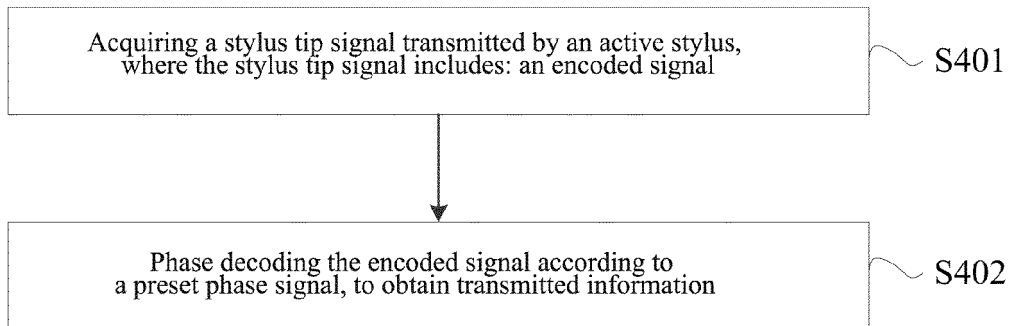 Acquiring a stylus tip signal transmitted by an active stylus,
where the stylus tip signal includes: an encoded signal
S401
Phase decoding the encoded signal according to
a preset phase signal, to obtain transmitted information
S402